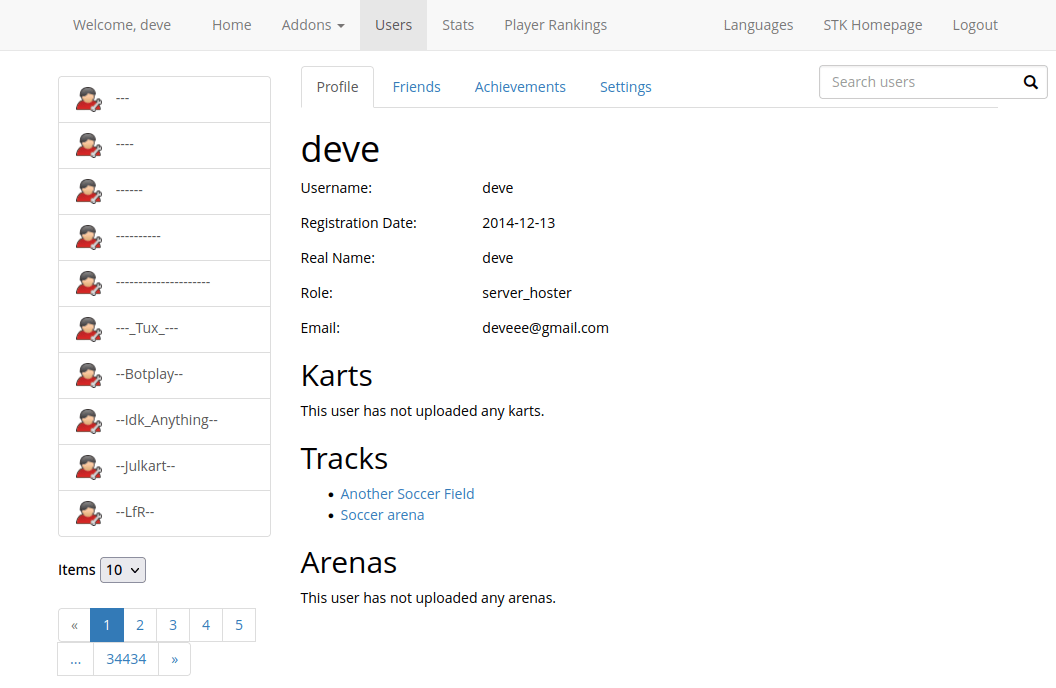 Welcome, deve Home Addons Users Stats Player Rankings Languages STK Homepage Logout
---
----
------
----------
---------------------
---_Tux_---
--Botplay--
--Idk_Anything--
--Julkart--
--LfR--
Items 10
« 1 2 3 4 5
... 34434 »
Profile Friends Achievements Settings
Search users
deve
Username: deve
Registration Date: 2014-12-13
Real Name: deve
Role: server_hoster
Email: deveee@gmail.com
Karts
This user has not uploaded any karts.
Tracks
• Another Soccer Field
• Soccer arena
Arenas
This user has not uploaded any arenas.